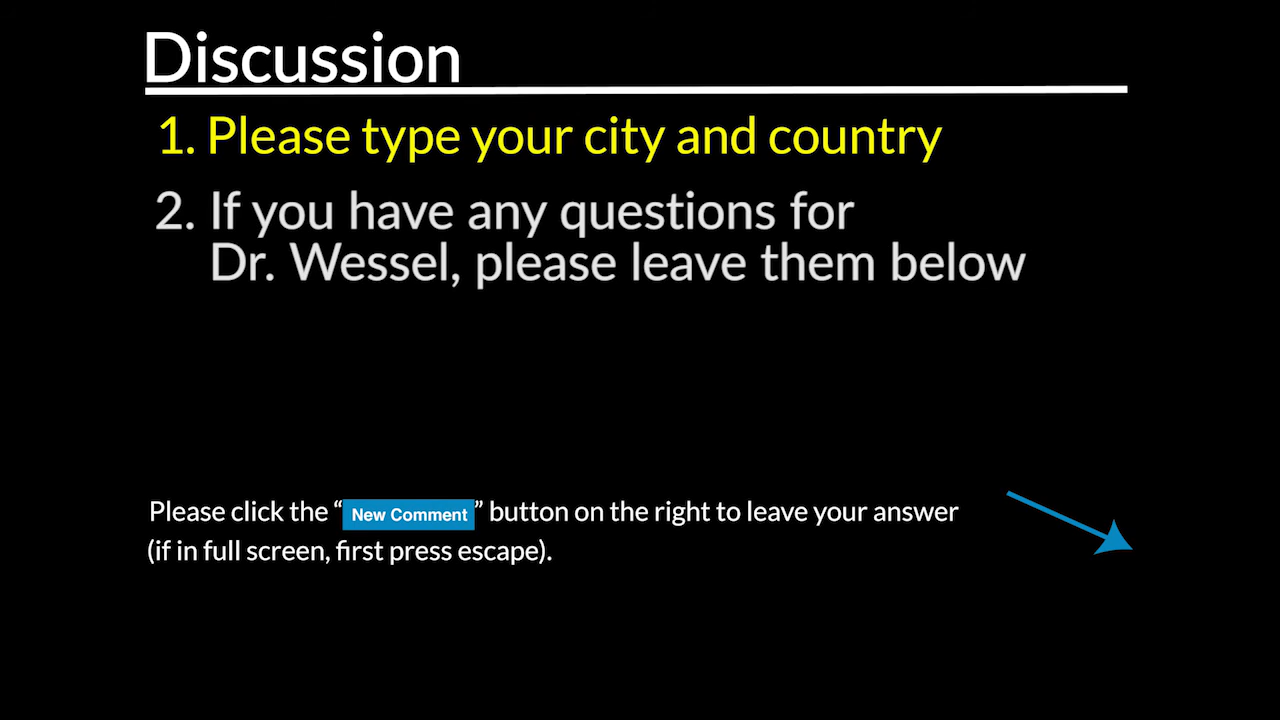 Discussion
1. Please type your city and country
2. If you have any questions for
Dr. Wessel, please leave them below
Please click the “New Comment” button on the right to leave your answer
(if in full screen, first press escape).